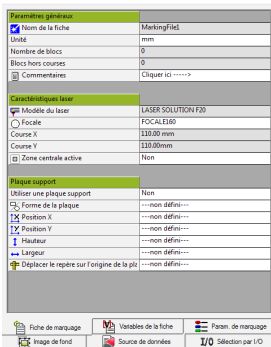 Paramètres généraux
Nom de la fiche MarkingFile1
Unité mm
Nombre de blocs 0
Blocs hors courses 0
Commentaires Cliquer ici ----->
Caractéristiques laser
Modèle du laser LASER SOLUTION F20
Focale FOCALE160
Course X 110.00 mm
Course Y 110.00mm
Zone centrale active Non
Plaque support
Utiliser une plaque support Non
Forme de la plaque ---non défini---
Position X ---non défini---
Position Y ---non défini---
Hauteur ---non défini---
Largeur ---non défini---
Déplacer le repère sur l'origine de la pla ---non défini---
Fiche de marquage Variables de la fiche Param. de marquage
Image de fond Source de données I/O Sélection par I/O